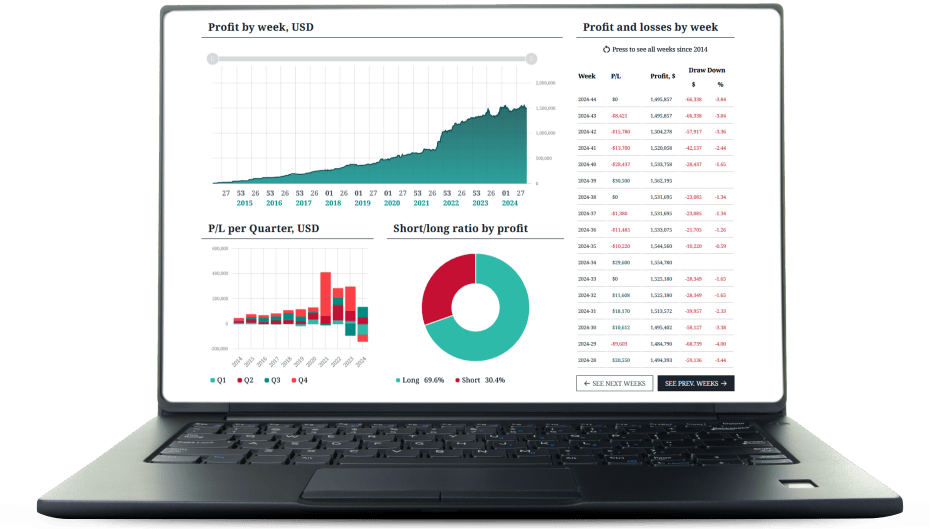 Profit by week, USD
2,000,000
1,500,000
1,000,000
500,000
0
27 53 26 53 26 53 26 01 26 01 27 53 26 53 26 53 26 01 27
2015 2016 2017 2018 2019 2020 2021 2022 2023 2024
P/L per Quarter, USD
600,000
400,000
200,000
0
-200,000
2014 2015 2016 2017 2018 2019 2020 2021 2022 2023 2024
Q1 Q2 Q3 Q4
Short/long ratio by profit
Long 69.6% Short 30.4%
Profit and losses by week
Press to see all weeks since 2014
Draw Down
Week P/L Profit, $ $ %
2024-44 $0 1,495,857 -66,338 -3.84
2024-43 -$8,421 1,495,857 -66,338 -3.84
2024-42 -$15,780 1,504,278 -57,917 -3.36
2024-41 -$13,700 1,520,058 -42,137 -2.44
2024-40 -$28,437 1,533,758 -28,437 -1.65
2024-39 $30,500 1,562,195
2024-38 $0 1,531,695 -23,085 -1.34
2024-37 -$1,380 1,531,695 -23,085 -1.34
2024-36 -$11,485 1,533,075 -21,705 -1.26
2024-35 -$10,220 1,544,560 -10,220 -0.59
2024-34 $29,600 1,554,780
2024-33 $0 1,525,180 -28,349 -1.65
2024-32 $11,608 1,525,180 -28,349 -1.65
2024-31 $18,170 1,513,572 -39,957 -2.33
2024-30 $10,612 1,495,402 -58,127 -3.38
2024-29 -$9,603 1,484,790 -68,739 -4.00
2024-28 $20,550 1,494,393 -59,136 -3.44
← SEE NEXT WEEKS
SEE PREV. WEEKS →